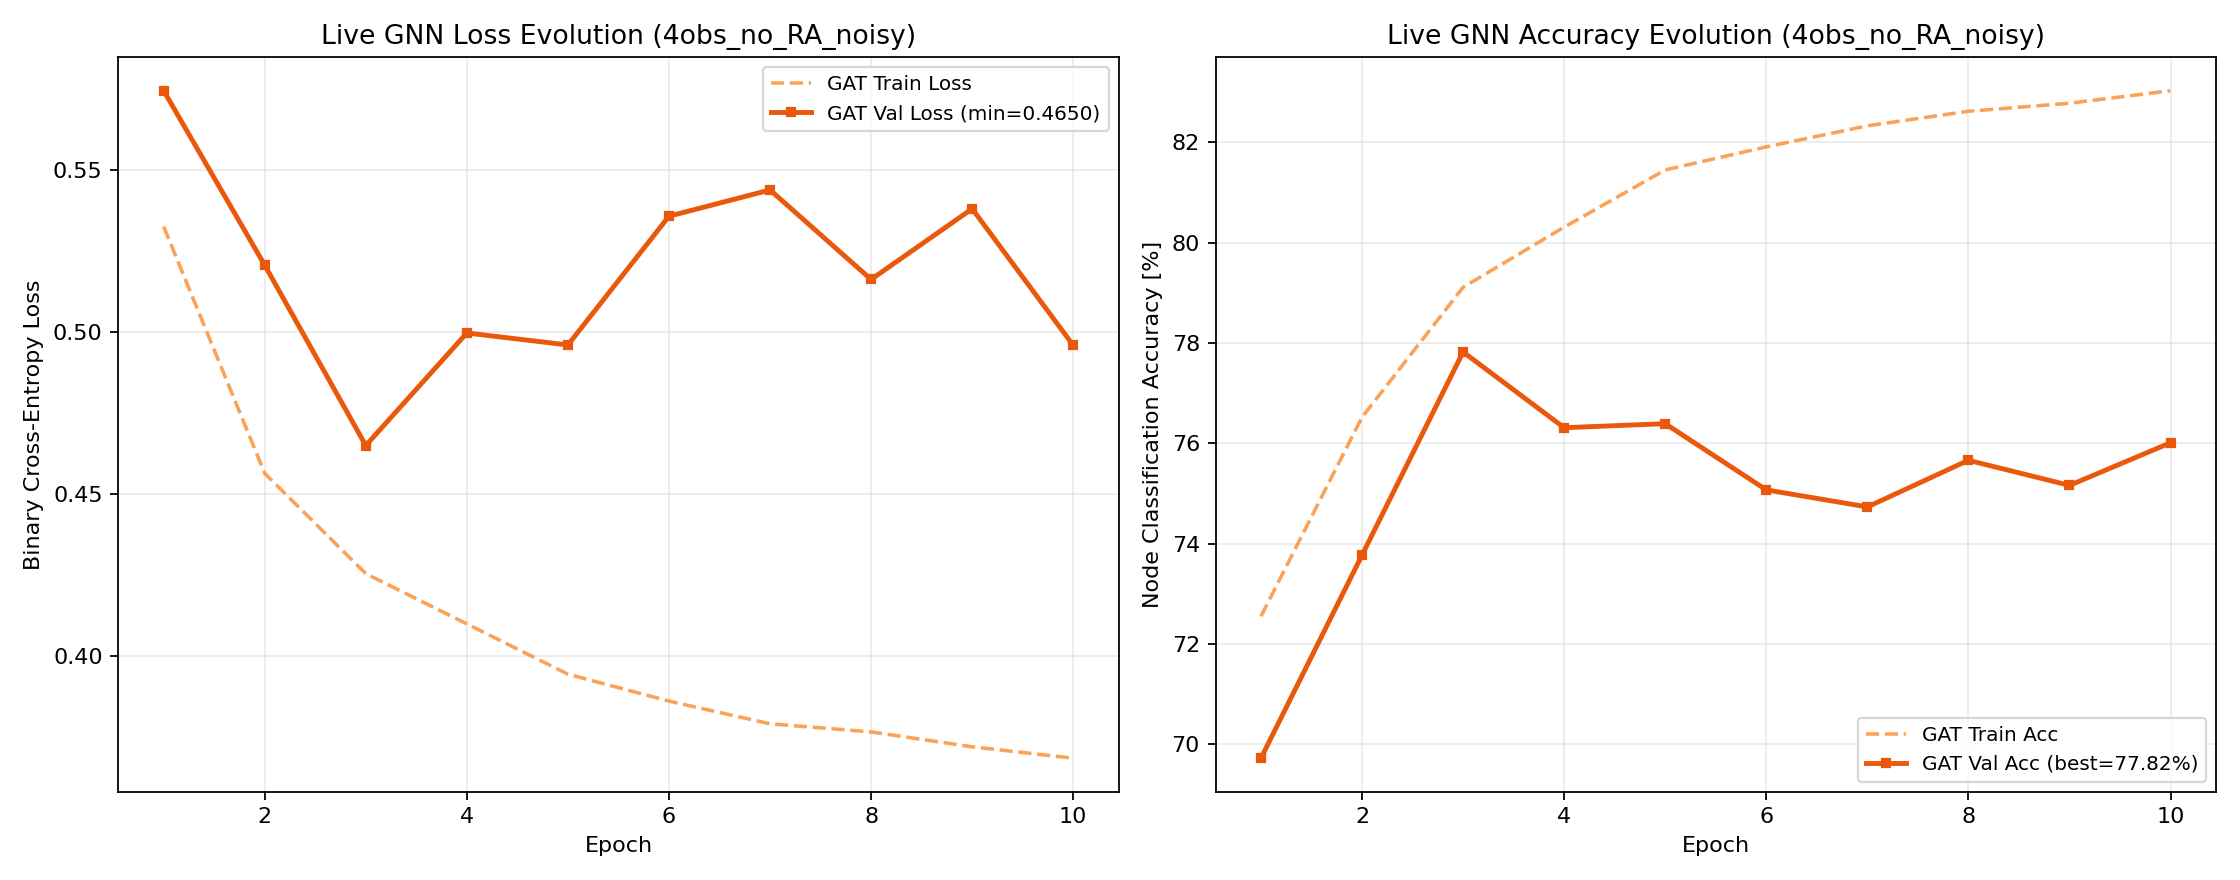 Live GNN Loss Evolution (4obs_no_RA_noisy)
GAT Train Loss
GAT Val Loss (min=0.4650)
Binary Cross-Entropy Loss
0.55
0.50
0.45
0.40
2
4
6
8
10
Epoch
Live GNN Accuracy Evolution (4obs_no_RA_noisy)
Node Classification Accuracy [%]
82
80
78
76
74
72
70
GAT Train Acc
GAT Val Acc (best=77.82%)
2
4
6
8
10
Epoch